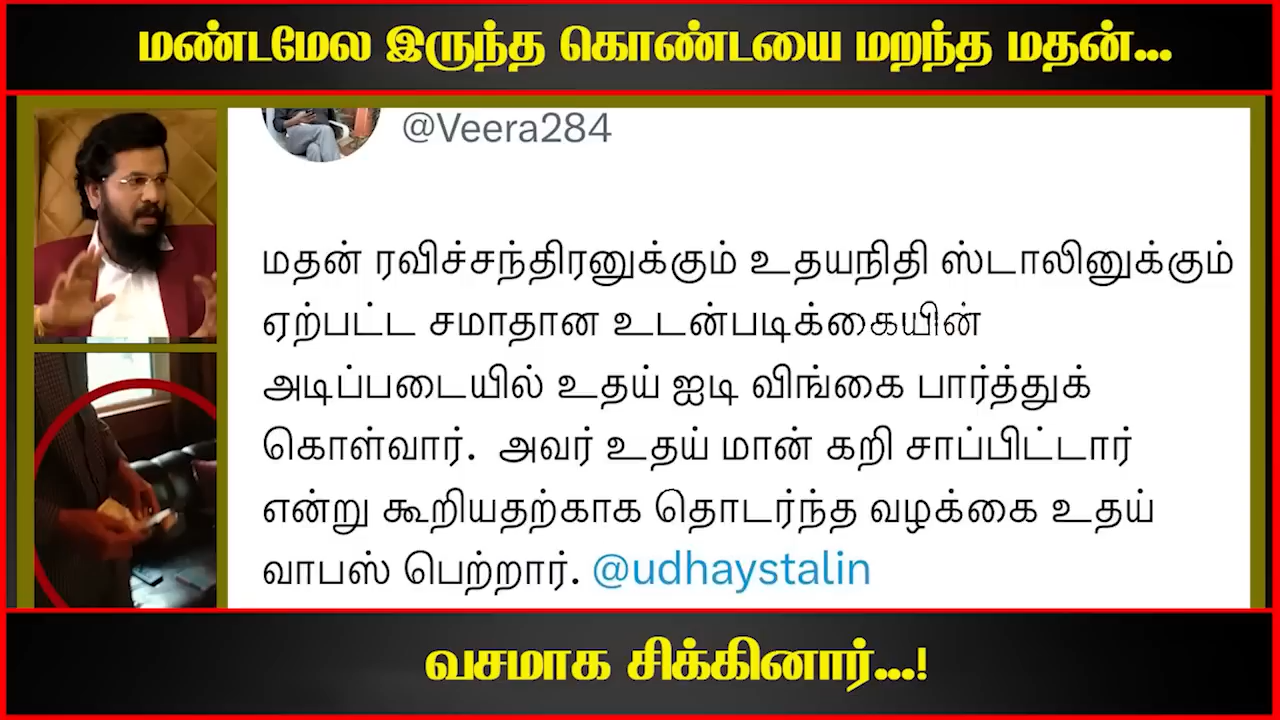 மண்டமேல இருந்த கொண்டயை மறந்த மதன்...
@Veera284
மதன் ரவிச்சந்திரனுக்கும் உதயநிதி ஸ்டாலினுக்கும்
ஏற்பட்ட சமாதான உடன்படிக்கையின்
அடிப்படையில் உதய் ஐடி விங்கை பார்த்துக்
கொள்வார். அவர் உதய் மான் கறி சாப்பிட்டார்
என்று கூறியதற்காக தொடர்ந்த வழக்கை உதய்
வாபஸ் பெற்றார். @udhaystalin
வசமாக சிக்கினார்...!